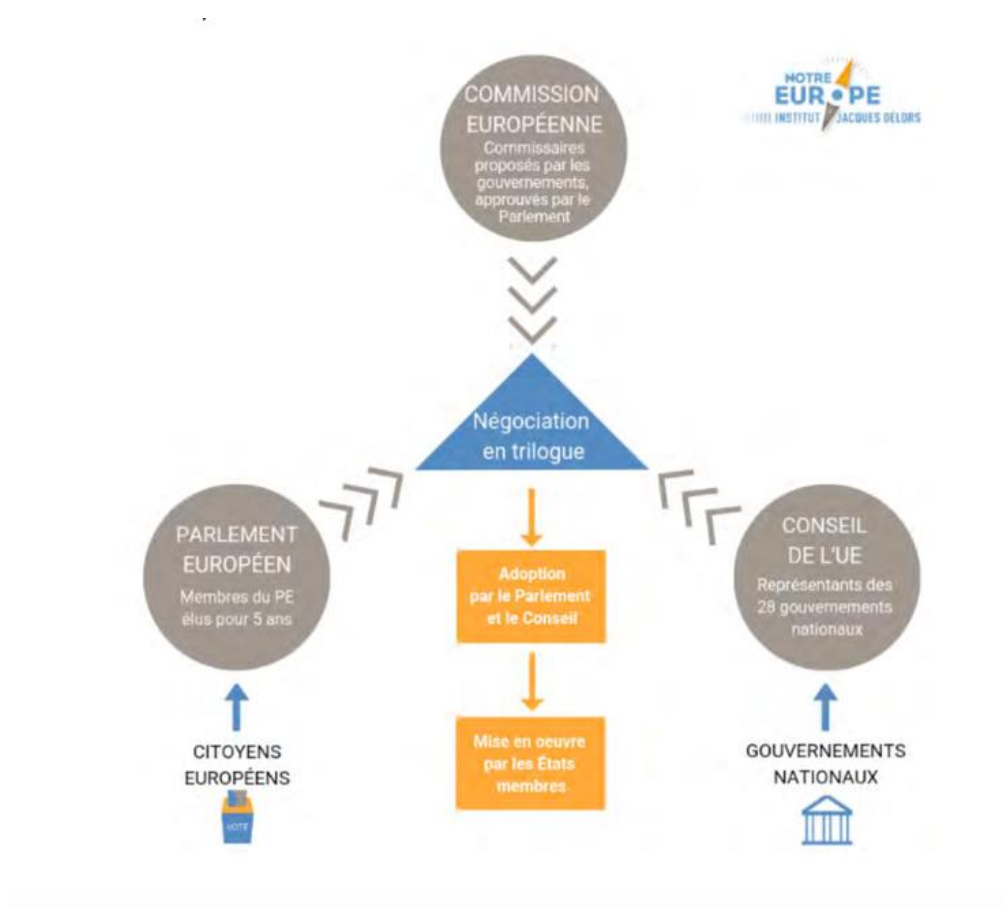 COMMISSION
EUROPÉENNE
Commissaires
proposés par les
gouvernements,
approuvés par le
Parlement
NOTRE
EUROPE
INSTITUT JACQUES DELORS
Négociation
en trilogue
PARLEMENT
EUROPÉEN
Membres du PE
élus pour 5 ans
Adoption
par le Parlement
et le Conseil
CONSEIL
DE L'UE
Représentants des
28 gouvernements
nationaux
Mise en oeuvre
par les États
membres
CITOYENS
EUROPÉENS
VOTE
GOUVERNEMENTS
NATIONAUX